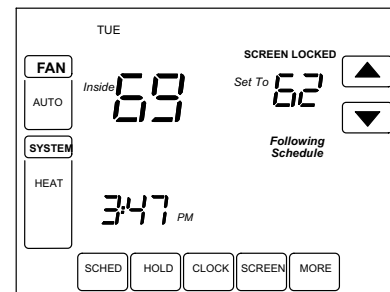 TUE
SCREEN LOCKED
FAN
AUTO
Inside 69
Set To 62
SYSTEM
HEAT
Following
Schedule
3:47 PM
SCHED HOLD CLOCK SCREEN MORE